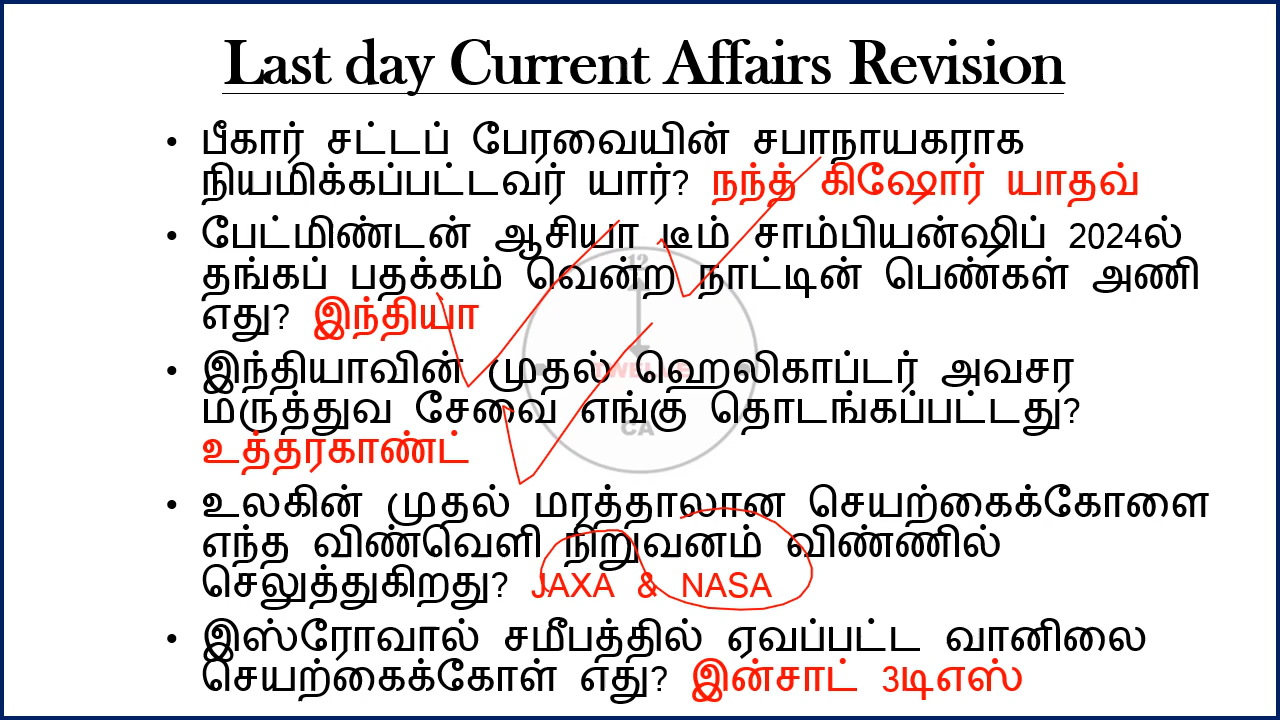 Last day Current Affairs Revision
• பீகார் சட்டப் பேரவையின் சபாநாயகராக
நியமிக்கப்பட்டவர் யார்? நந்த் கிஷோர் யாதவ்
• பேட்மிண்டன் ஆசியா டீம் சாம்பியன்ஷிப் 2024ல்
தங்கப் பதக்கம் வென்ற நாட்டின் பெண்கள் அணி
எது? இந்தியா
• இந்தியாவின் முதல் ஹெலிகாப்டர் அவசர
மருத்துவ சேவை எங்கு தொடங்கப்பட்டது?
உத்தரகாண்ட்
• உலகின் முதல் மரத்தாலான செயற்கைக்கோளை
எந்த விண்வெளி நிறுவனம் விண்ணில்
செலுத்துகிறது? JAXA & NASA
• இஸ்ரோவால் சமீபத்தில் ஏவப்பட்ட வானிலை
செயற்கைக்கோள் எது? இன்சாட் 3டிஎஸ்
12
TWELVE
CA